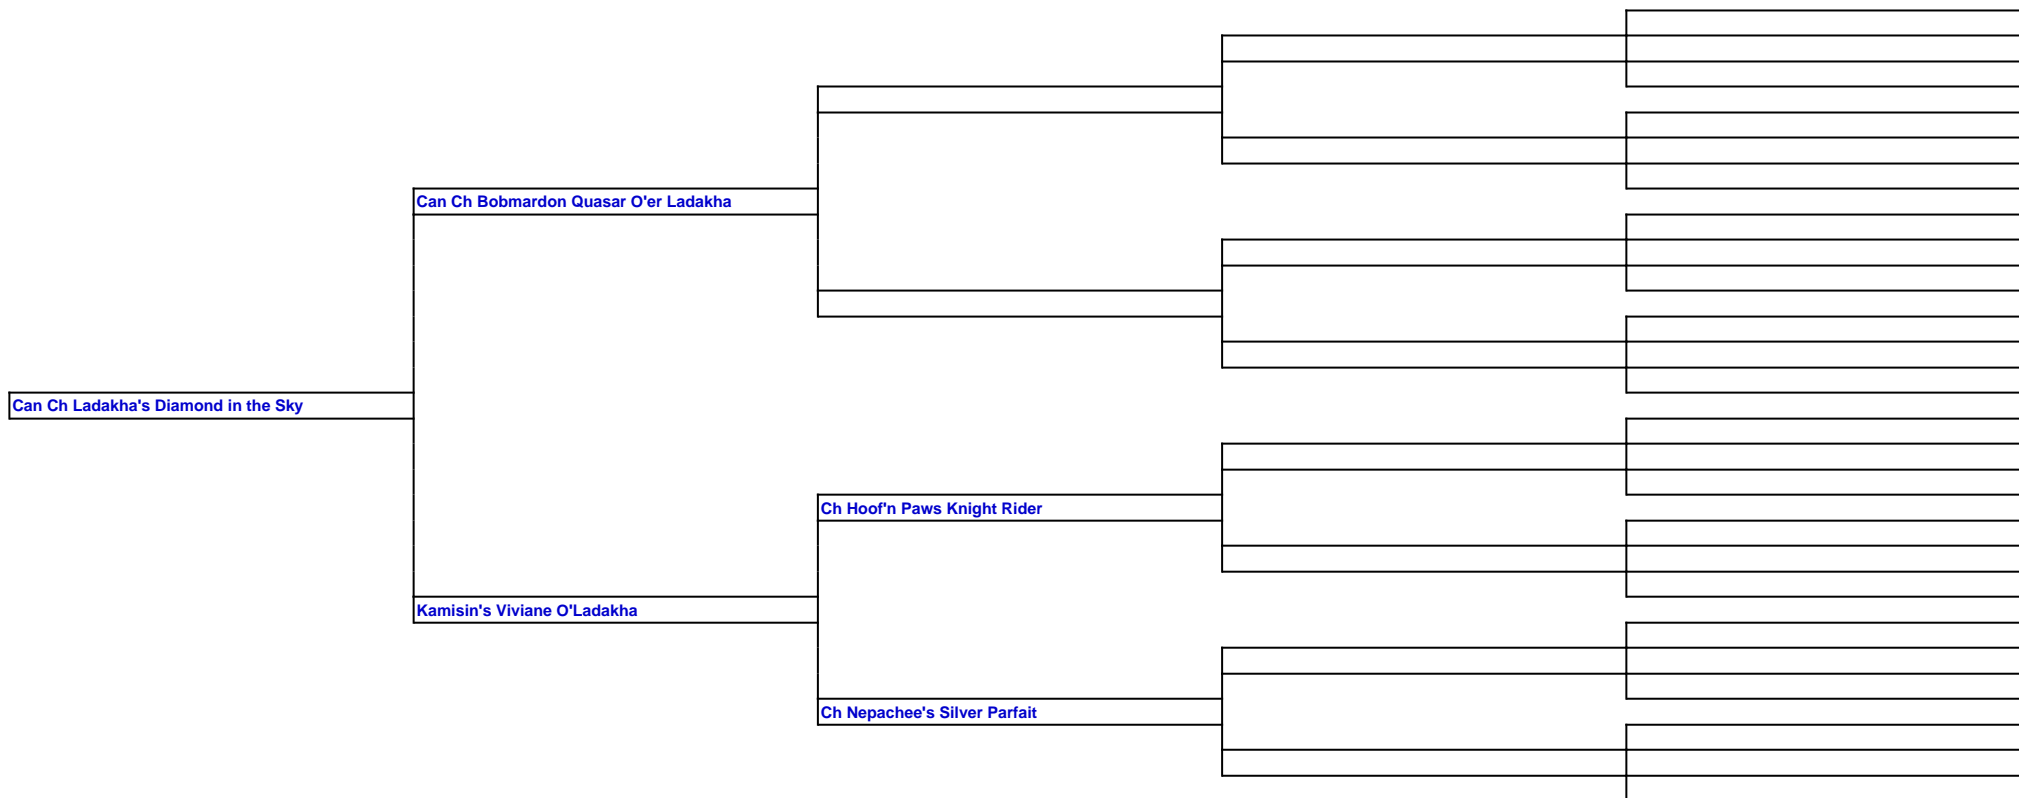 Can Ch Bobmardon Quasar O'er Ladakha
Can Ch Ladakha's Diamond in the Sky
Ch Hoof'n Paws Knight Rider
Kamisin's Viviane O'Ladakha
Ch Nepachee's Silver Parfait